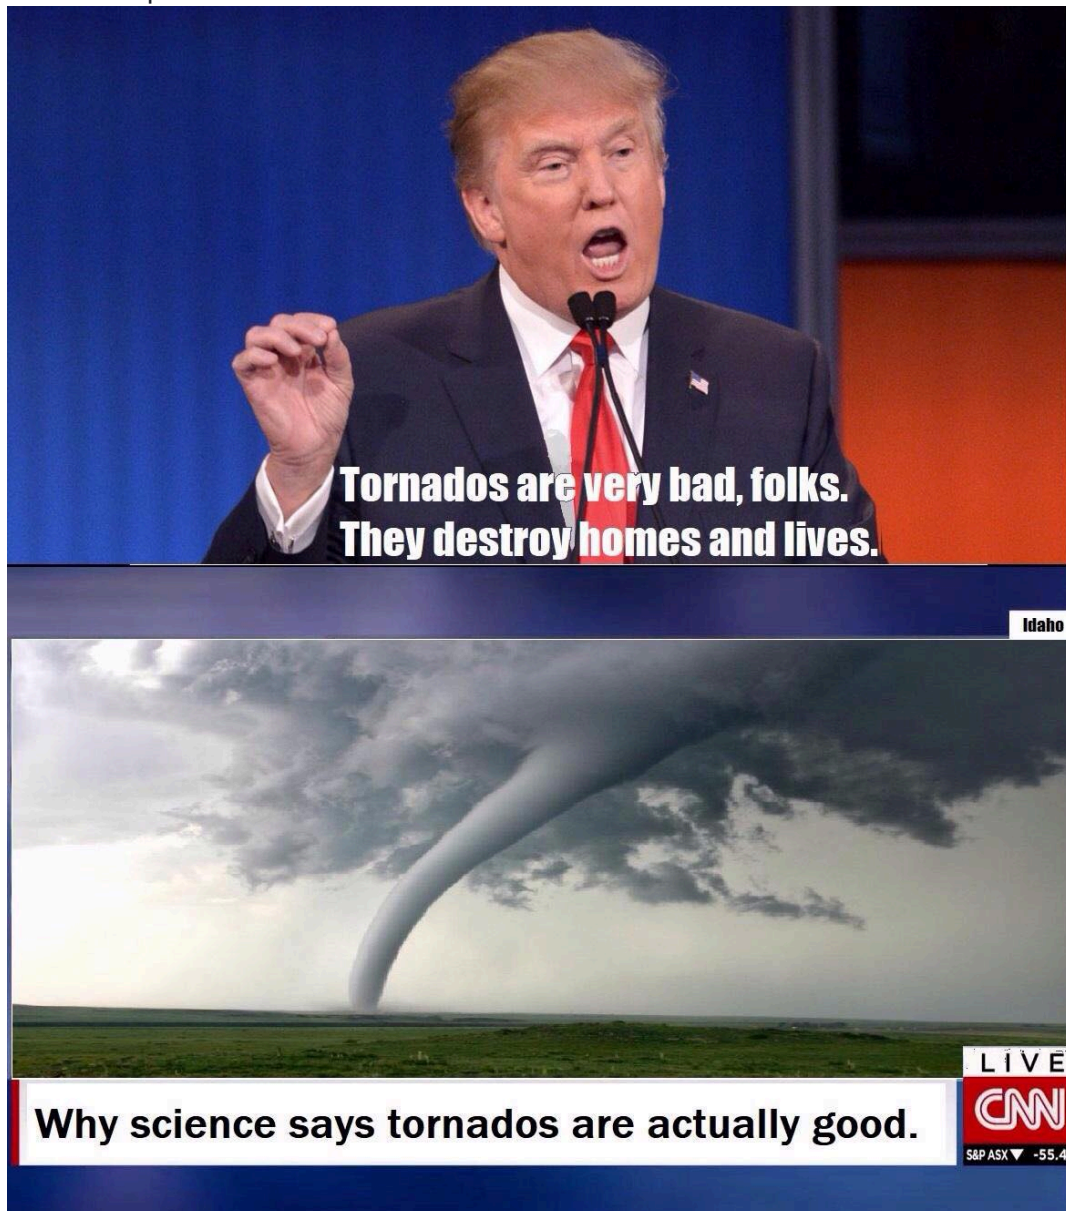 Tornados are very bad, folks.
They destroy homes and lives.
Idaho
LIVE
CNN
Why science says tornados are actually good.
S&P ASX ▼ -55.4